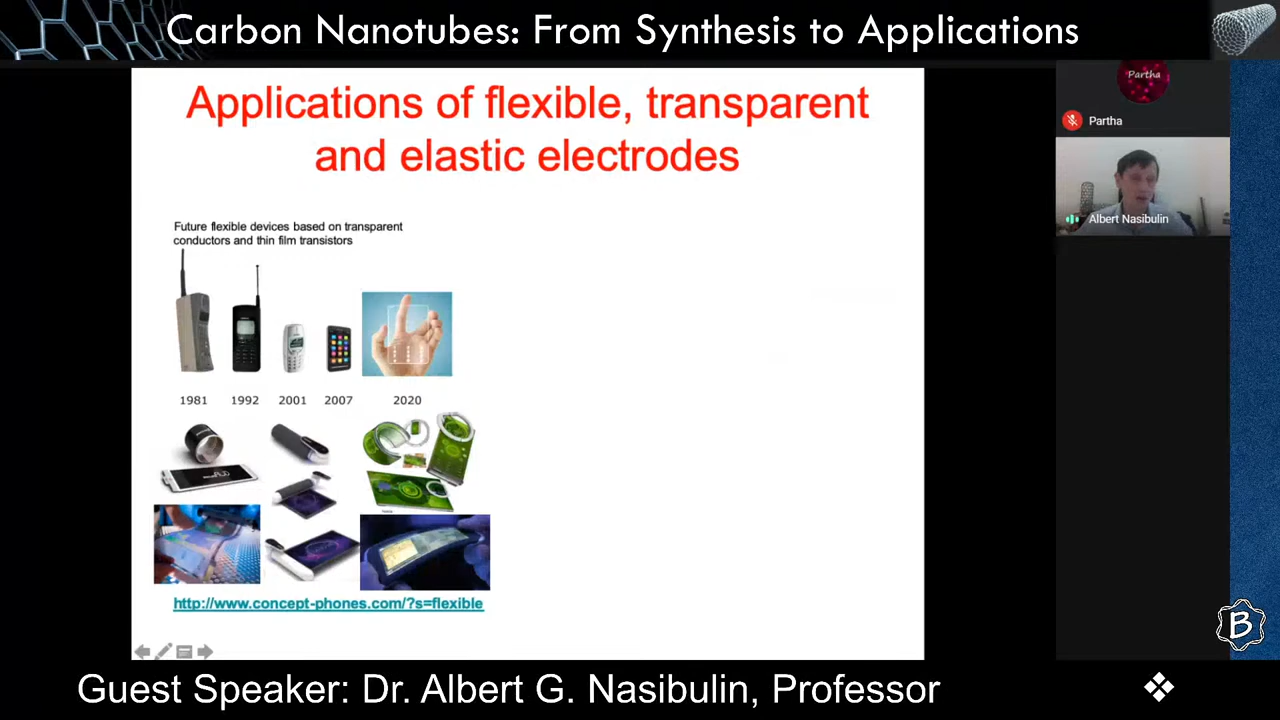 Carbon Nanotubes: From Synthesis to Applications
Applications of flexible, transparent
and elastic electrodes
Partha
Partha
Albert Nasibulin
Future flexible devices based on transparent
conductors and thin film transistors
1981 1992 2001 2007 2020
http://www.concept-phones.com/?s=flexible
B
Guest Speaker: Dr. Albert G. Nasibulin, Professor